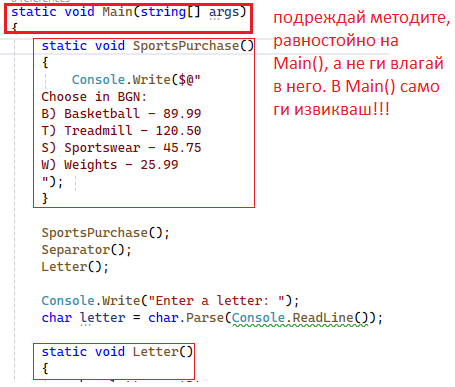 static void Main(string[] args)
{
подреждай методите,
равностойно на
Main(), а не ги влагай
в него. В Main() само
ги извикваш!!!
static void SportsPurchase()
{
Console.Write($@"
Choose in BGN:
B) Basketball - 89.99
T) Treadmill - 120.50
S) Sportswear - 45.75
W) Weights - 25.99
");
}
SportsPurchase();
Separator();
Letter();
Console.Write("Enter a letter: ");
char letter = char.Parse(Console.ReadLine());
static void Letter()
{